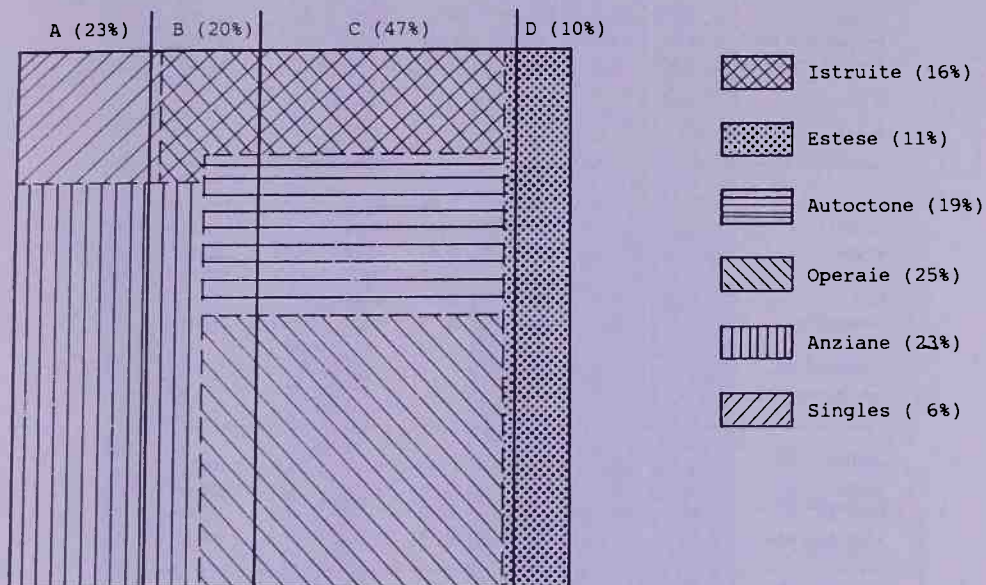 A (23%) B (20%) C (47%) D (10%)
Istruite (16%)
Estese (11%)
Autoctone (19%)
Operaie (25%)
Anziane (23%)
Singles ( 6%)